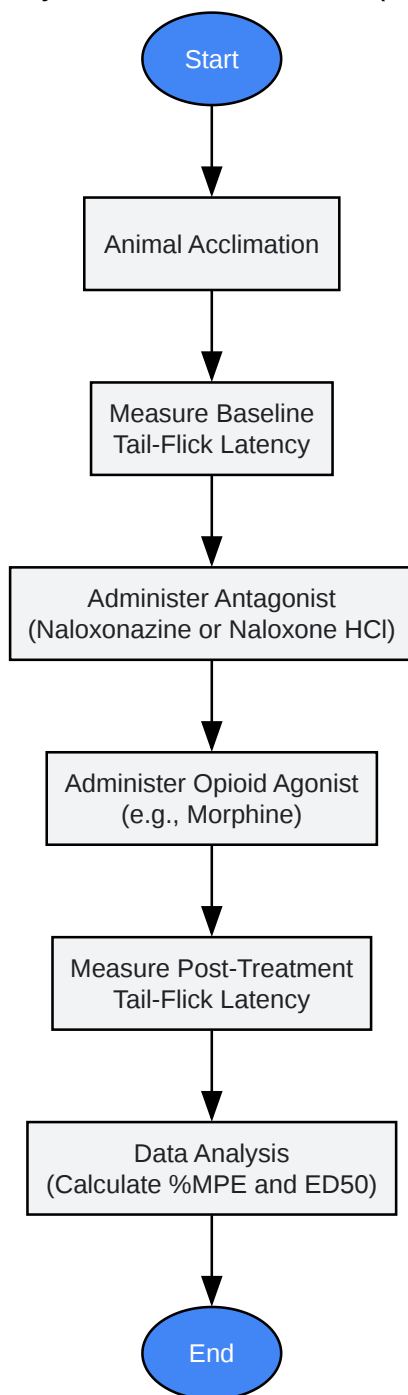 Start
Animal Acclimation
Measure Baseline
Tail-Flick Latency
Administer Antagonist
(Naloxonazine or Naloxone HCl)
Administer Opioid Agonist
(e.g., Morphine)
Measure Post-Treatment
Tail-Flick Latency
Data Analysis
(Calculate %MPE and ED50)
End